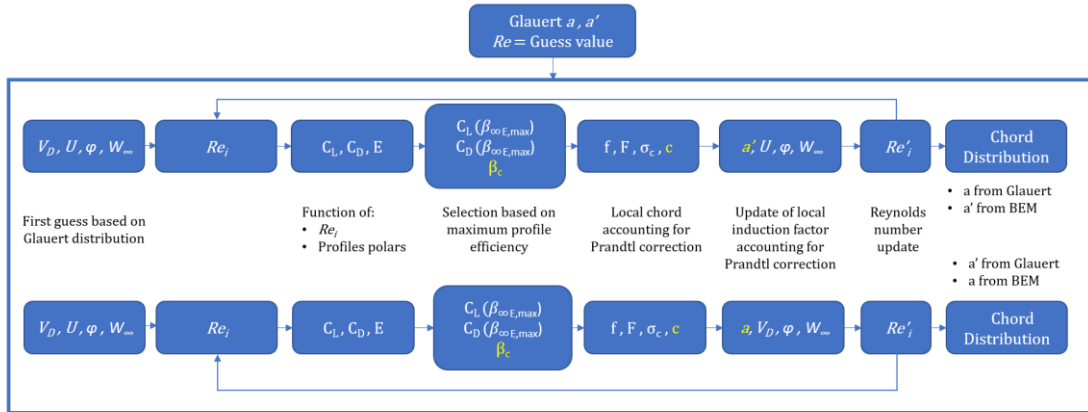 Glauert a , a'
Re = Guess value
V_D , U , φ , W_∞
Re_i
C_L , C_D , E
C_L (β_∞E,max)
C_D (β_∞E,max)
β_c
f , F , σ_c , c
a', U , φ , W_∞
Re'_i
Chord
Distribution
• a from Glauert
• a' from BEM
First guess based on
Glauert distribution
Function of:
• Re_i
• Profiles polars
Selection based on
maximum profile
efficiency
Local chord
accounting for
Prandtl correction
Update of local
induction factor
accounting for
Prandtl correction
Reynolds
number
update
• a' from Glauert
• a from BEM
V_D , U , φ , W_∞
Re_i
C_L , C_D , E
C_L (β_∞E,max)
C_D (β_∞E,max)
β_c
f , F , σ_c , c
a, V_D , φ , W_∞
Re'_i
Chord
Distribution